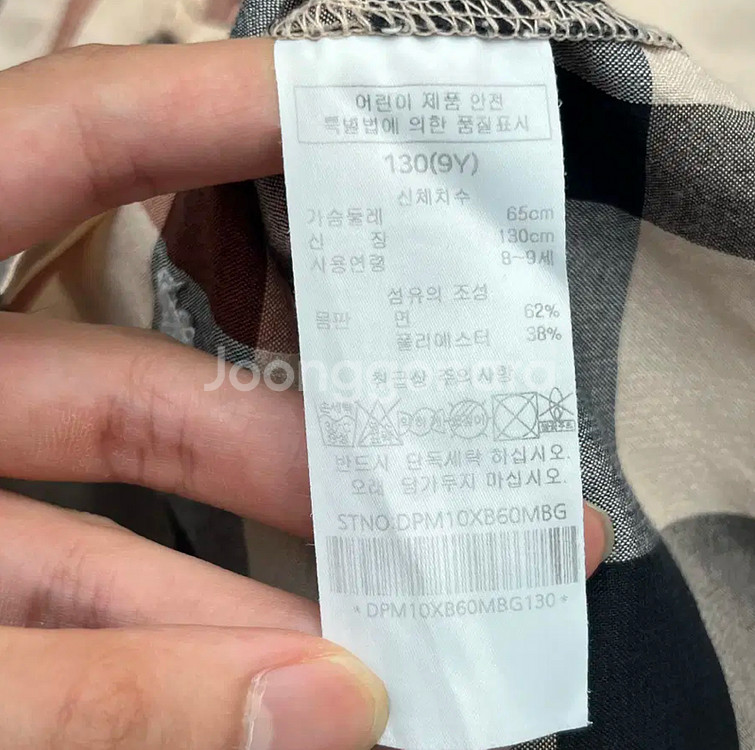 어린이 제품 안전
특별법에 의한 품질표시
130(9Y)
신체치수
가슴둘레 65cm
신 장 130cm
사용연령 8~9세
섬유의 조성
몸판 면 62%
폴리에스터 38%
취급상 주의사항
손세탁
반드시 단독세탁 하십시오.
오래 담가두지 마십시오.
STNO:DPM10XB60MBG
*DPM10XB60MBG130*